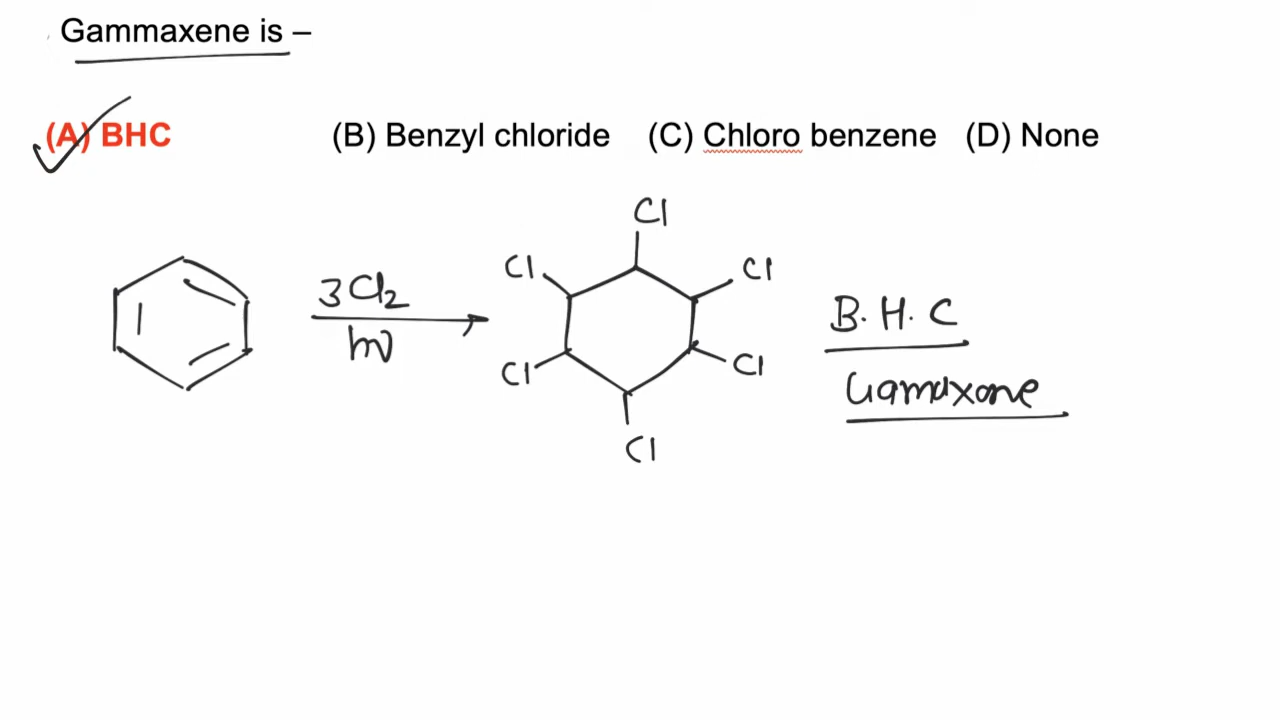 Gammaxene is –
(A) BHC (B) Benzyl chloride (C) Chloro benzene (D) None
Cl
Cl Cl
3Cl2 B.H.C
hν
Cl Cl
Gamaxone
Cl